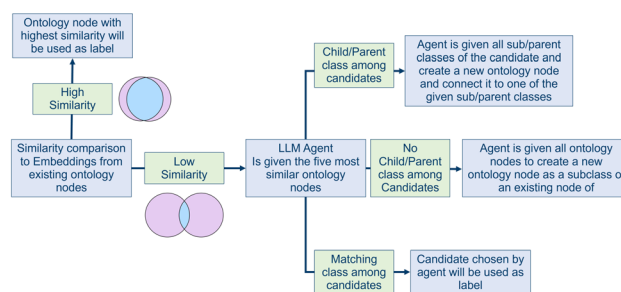 Ontology node with
highest similarity will
be used as label
High
Similarity
Similarity comparison
to Embeddings from
existing ontology
nodes
Low
Similarity
LLM Agent
Is given the five most
similar ontology
nodes
Child/Parent
class among
candidates
Agent is given all sub/parent
classes of the candidate and
create a new ontology node
and connect it to one of the
given sub/parent classes
No
Child/Parent
class among
Candidates
Agent is given all ontology
nodes to create a new
ontology node as a subclass o
an existing node of
Matching
class among
candidates
Candidate chosen by
agent will be used as
label